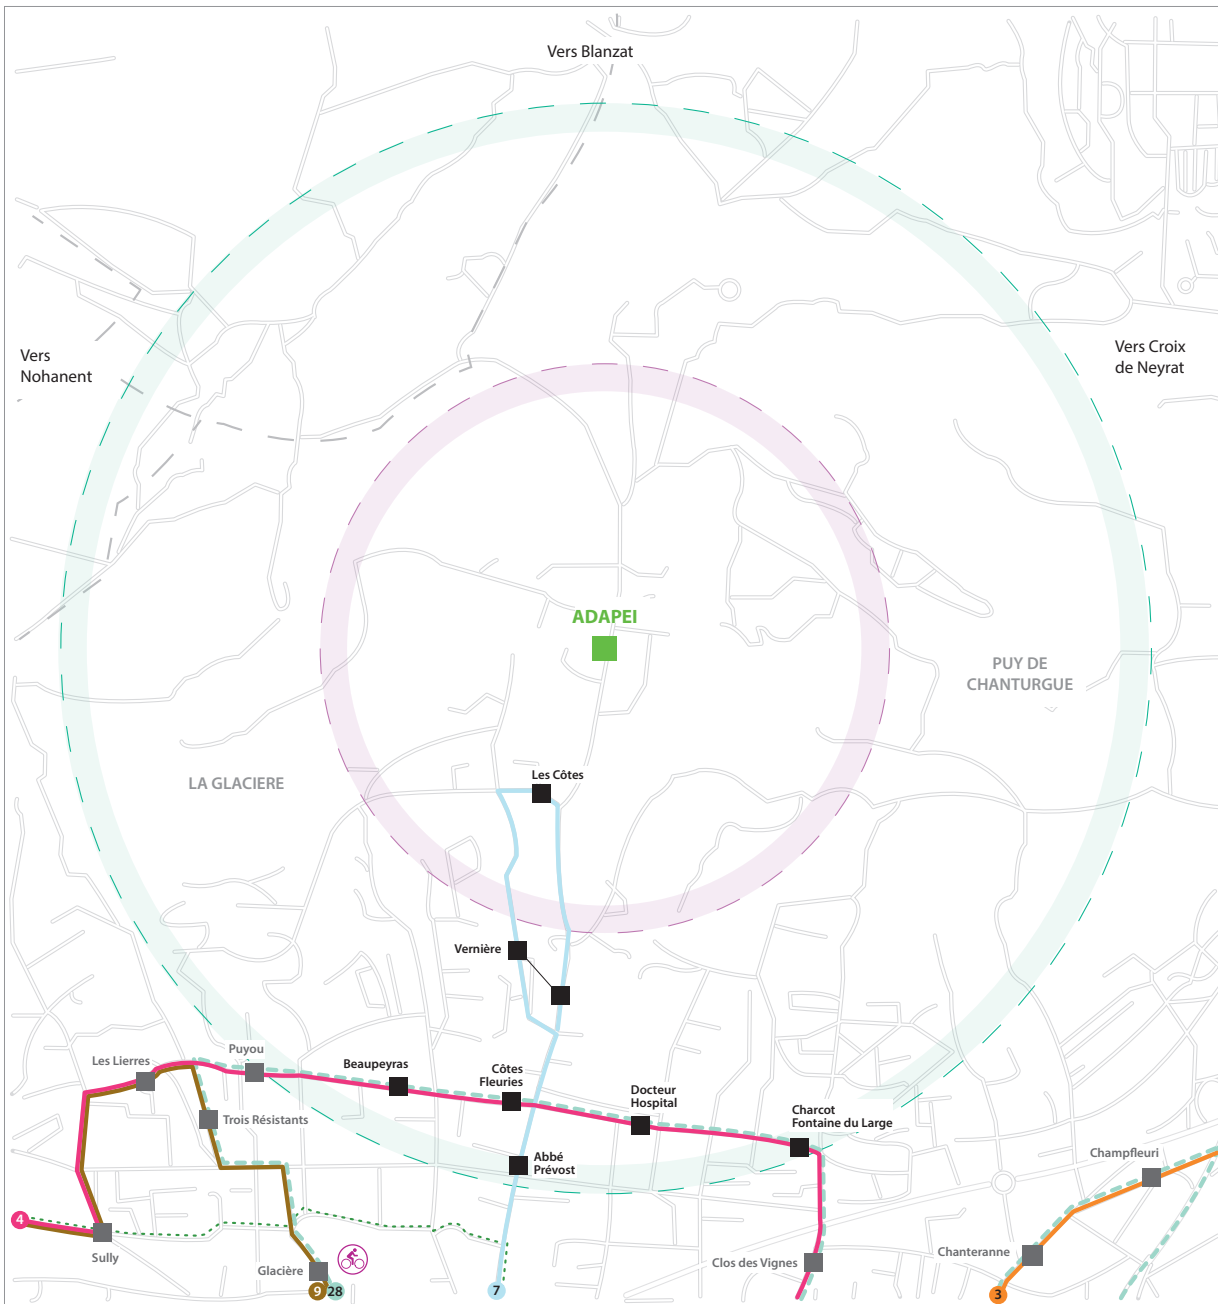 Vers Blanzat
Vers
Nohanent
Vers Croix
de Neyrat
ADAPEI
PUY DE
CHANTURGUE
LA GLACIERE
Les Côtes
Vernière
Puyou
Les Lierres
Beaupeyras
Côtes
Fleuries
Docteur
Hospital
Charcot
Fontaine du Large
Trois Résistants
Abbé
Prévost
Champfleuri
4
Sully
Glacière
Clos des Vignes
Chanteranne
9 28
7
3